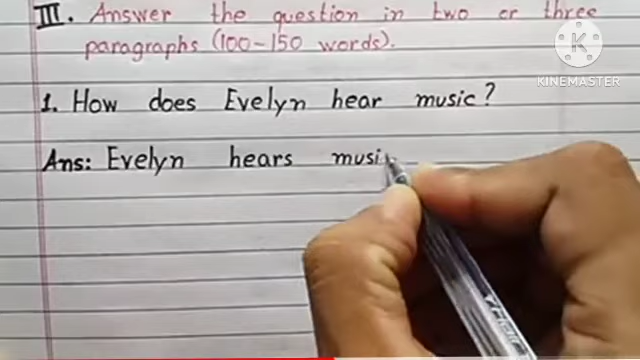 III. Answer the question in two or three
paragraphs (100-150 words).
1. How does Evelyn hear music?
Ans: Evelyn hears musi
K
KINEMASTER